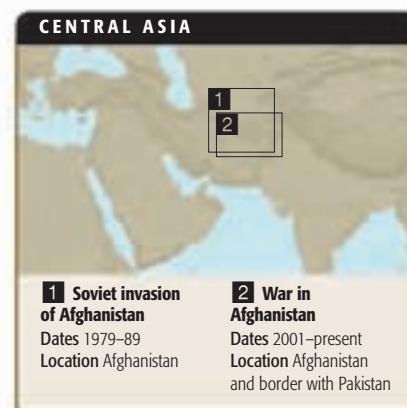 CENTRAL ASIA
1
2
1 Soviet invasion
of Afghanistan
Dates 1979–89
Location Afghanistan
2 War in
Afghanistan
Dates 2001–present
Location Afghanistan
and border with Pakistan